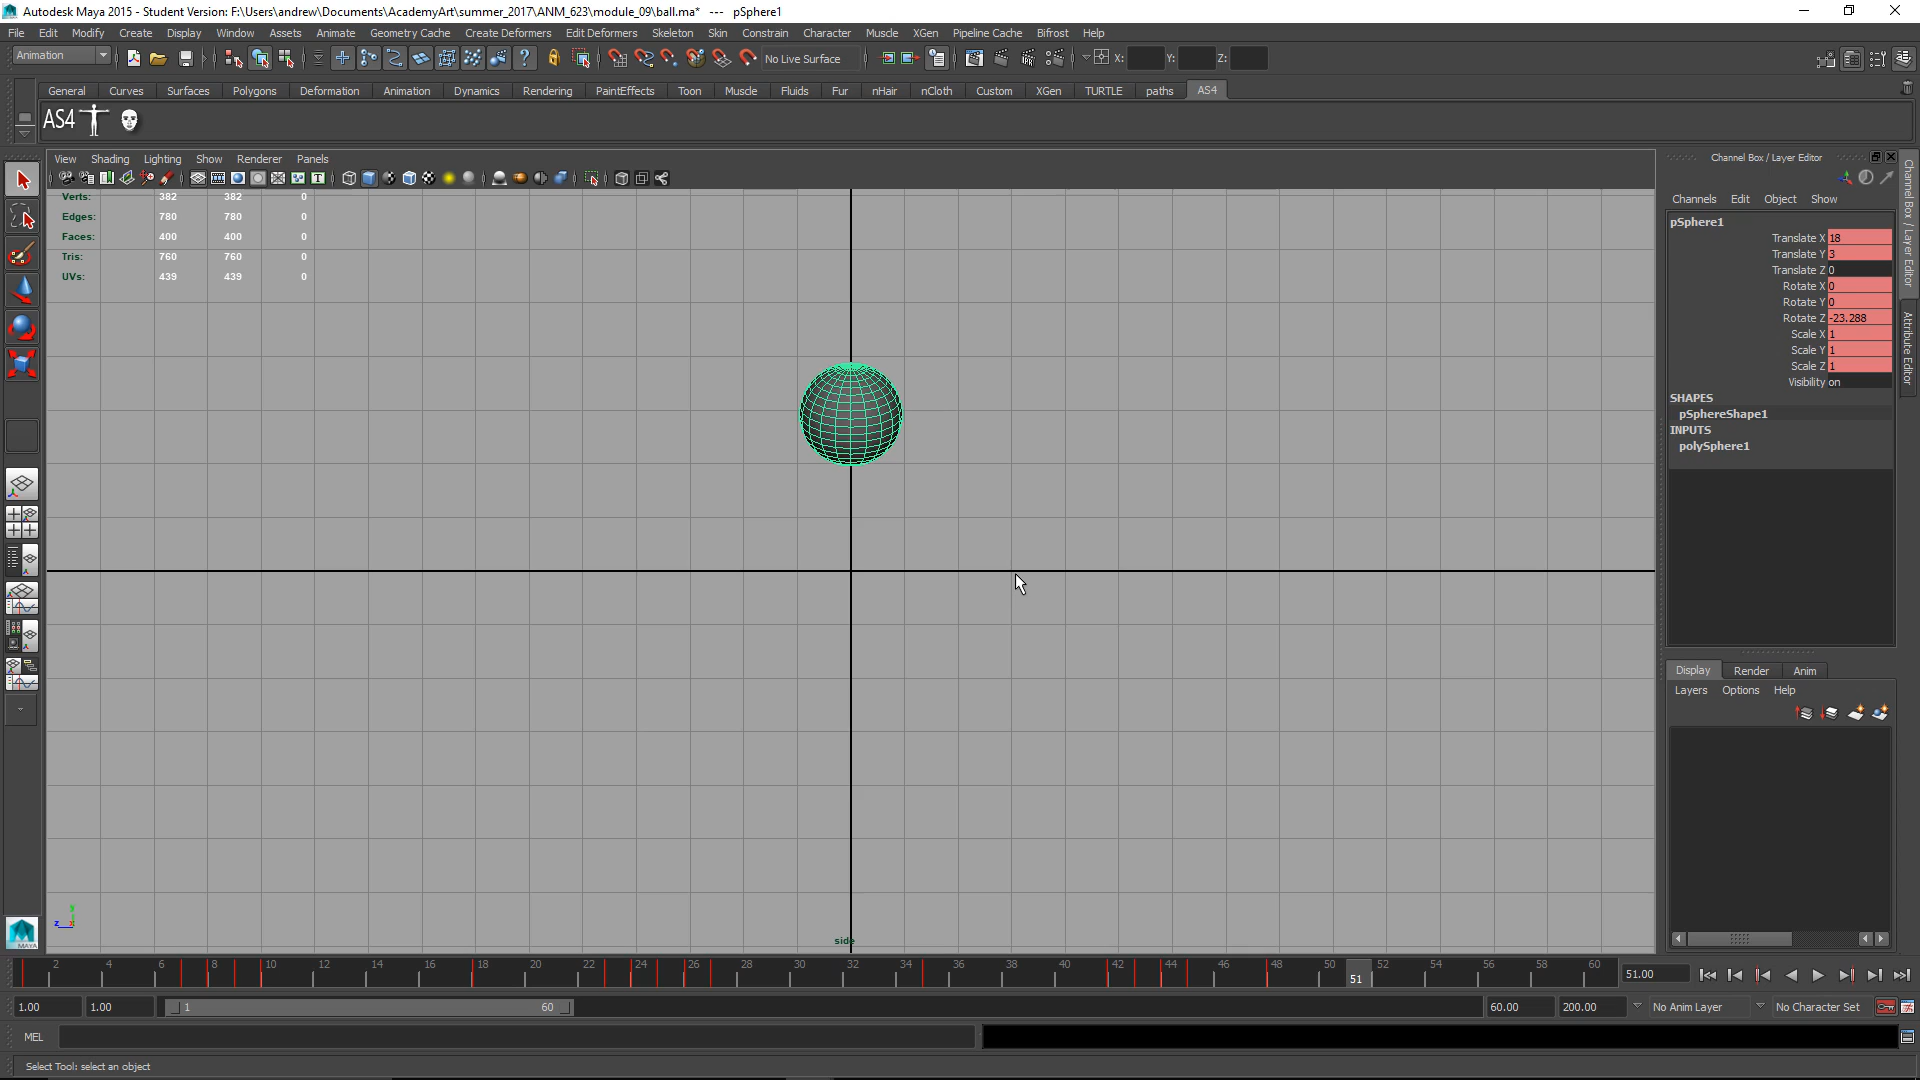 Autodesk Maya 2015 - Student Version: F:\Users\andrew\Documents\AcademyArt\summer_2017\ANM_623\module_09\ball.ma* --- pSphere1
File Edit Modify Create Display Window Assets Animate Geometry Cache Create Deformers Edit Deformers Skeleton Skin Constrain Character Muscle XGen Pipeline Cache Bifrost Help
Animation No Live Surface X: Y: Z:
General Curves Surfaces Polygons Deformation Animation Dynamics Rendering PaintEffects Toon Muscle Fluids Fur nHair nCloth Custom XGen TURTLE paths AS4
AS4
View Shading Lighting Show Renderer Panels
Verts: 382 382 0
Edges: 780 780 0
Faces: 400 400 0
Tris: 760 760 0
UVs: 439 439 0
Channel Box / Layer Editor
Channels Edit Object Show
pSphere1
Translate X 18
Translate Y 3
Translate Z 0
Rotate X 0
Rotate Y 0
Rotate Z -23.288
Scale X 1
Scale Y 1
Scale Z 1
Visibility on
SHAPES
pSphereShape1
INPUTS
polySphere1
Channel Box / Layer Editor
Attribute Editor
Display Render Anim
Layers Options Help
y
z x
side
MAYA
2 4 6 8 10 12 14 16 18 20 22 24 26 28 30 32 34 36 38 40 42 44 46 48 50 52 54 56 58 60
51
51.00
1.00 1.00 1 60 60.00 200.00 No Anim Layer No Character Set
MEL
Select Tool: select an object